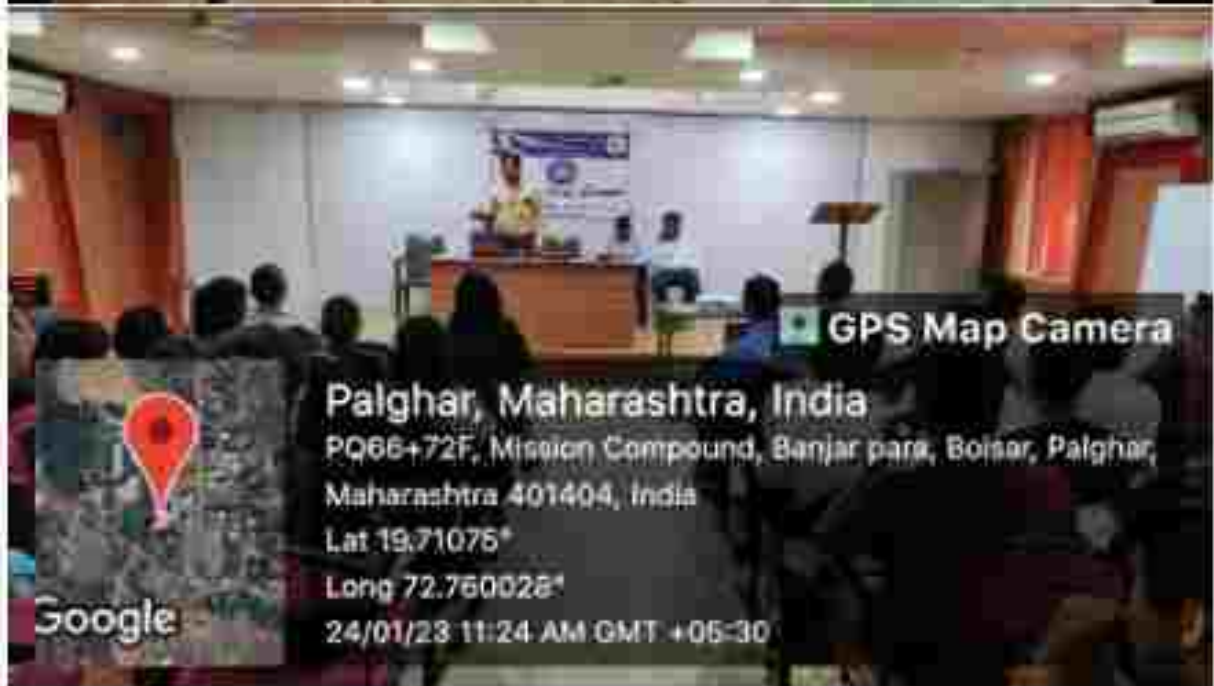 GPS Map Camera
Palghar, Maharashtra, India
PQ66+72F, Mission Compound, Banjar para, Boisar, Palghar,
Maharashtra 401404, India
Lat 19.71075°
Long 72.760028°
24/01/23 11:24 AM GMT +05:30
Google